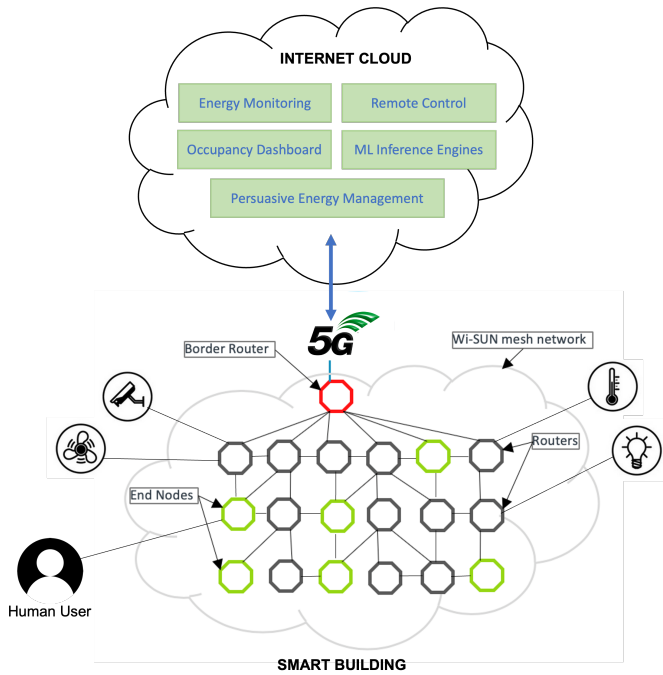 INTERNET CLOUD
Energy Monitoring
Remote Control
Occupancy Dashboard
ML Inference Engines
Persuasive Energy Management
5G
Border Router
Wi-SUN mesh network
Routers
End Nodes
Human User
SMART BUILDING